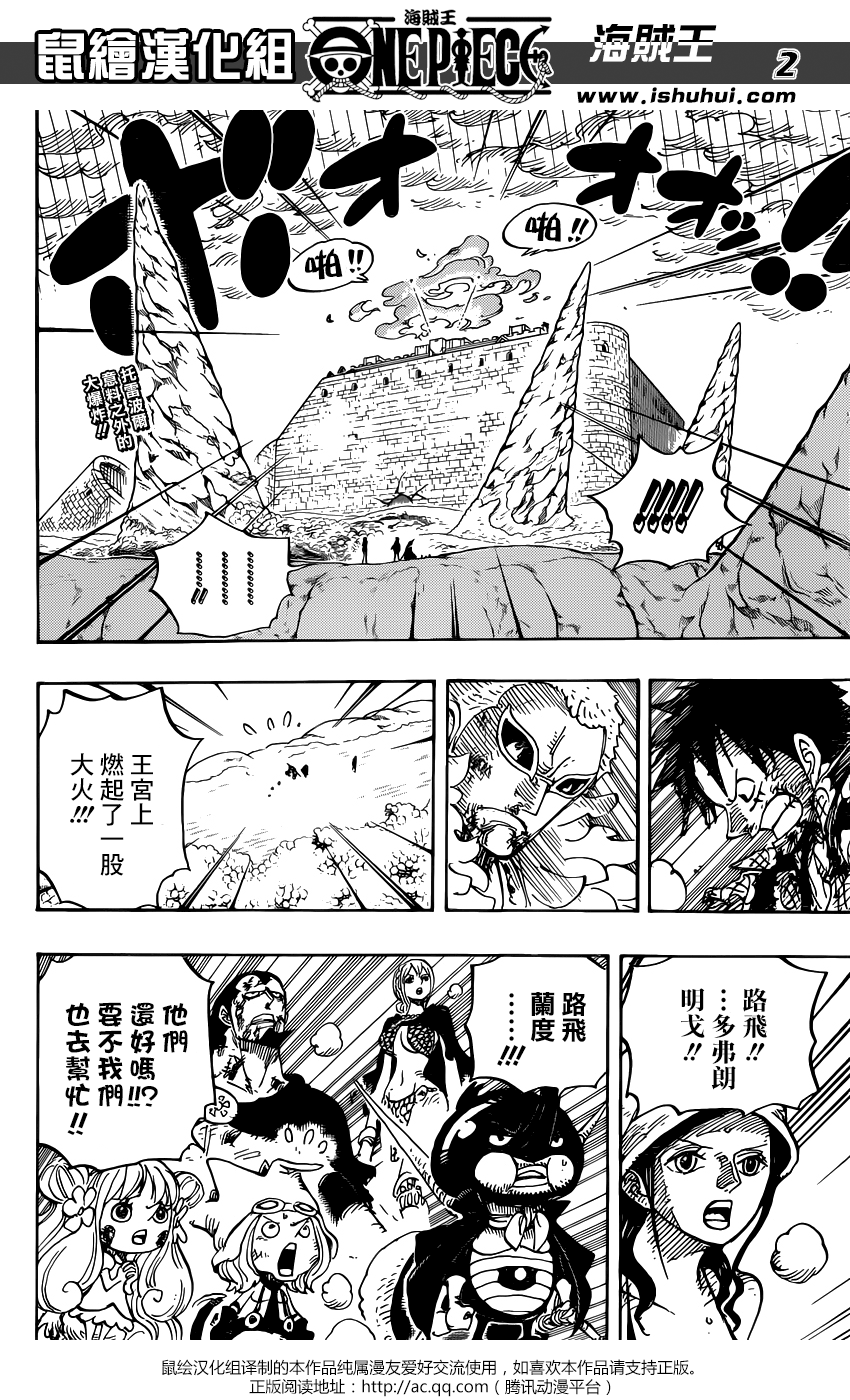 鼠繪漢化組
海賊王
ONE PIECE
海賊王
2
www.ishuhui.com
ドオオオ...!!
啪!!
啪!!
托雷波爾
意料之外的
大爆炸!!
!!!!!
王宮上
燃起了一股
大火!!!
路飛!!
…多弗朗
明戈!!
路飛
蘭度
……!!!
他們
還好嗎!!?
要不我們
也去幫忙!!
鼠绘汉化组译制的本作品纯属漫友爱好交流使用，如喜欢本作品请支持正版。
正版阅读地址：http://ac.qq.com（腾讯动漫平台）